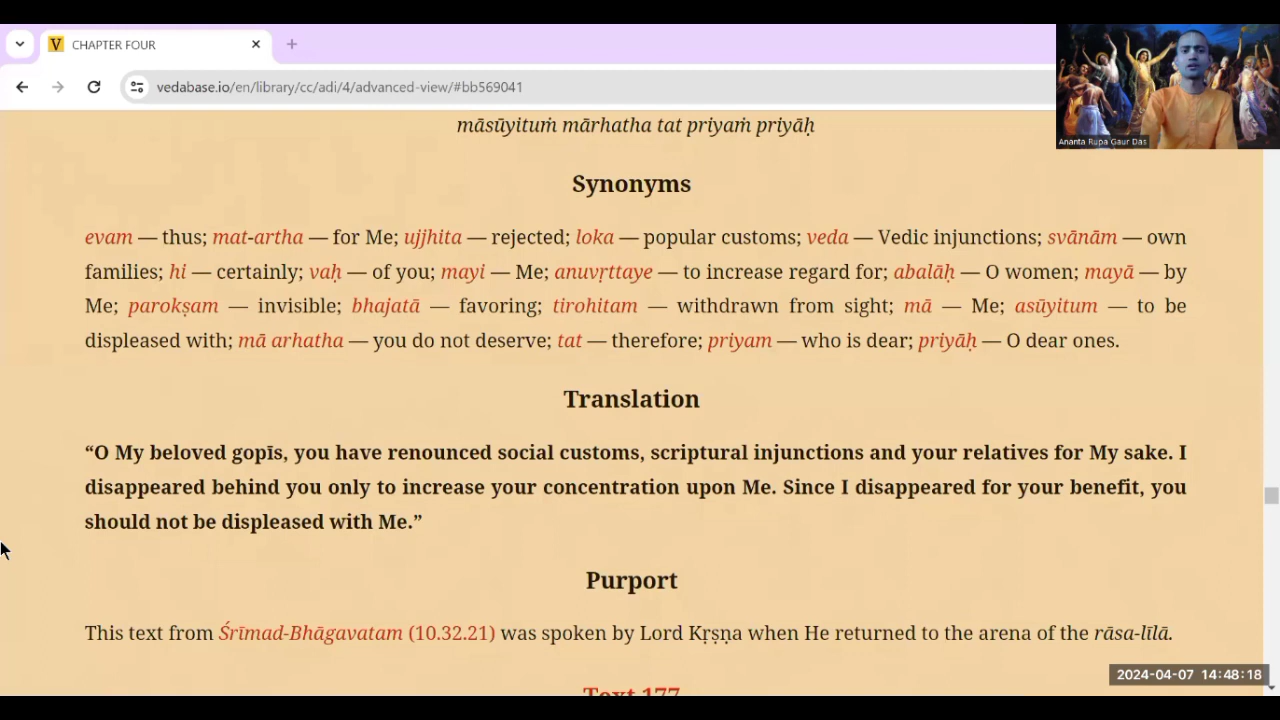 CHAPTER FOUR
vedabase.io/en/library/cc/adi/4/advanced-view/#bb569041
Ananta Rupa Gaur Das
māsūyituṁ mārhatha tat priyaṁ priyāḥ
Synonyms
evam — thus; mat-artha — for Me; ujjhita — rejected; loka — popular customs; veda — Vedic injunctions; svānām — own
families; hi — certainly; vaḥ — of you; mayi — Me; anuvṛttaye — to increase regard for; abalāḥ — O women; mayā — by
Me; parokṣam — invisible; bhajatā — favoring; tirohitam — withdrawn from sight; mā — Me; asūyitum — to be
displeased with; mā arhatha — you do not deserve; tat — therefore; priyam — who is dear; priyāḥ — O dear ones.
Translation
“O My beloved gopīs, you have renounced social customs, scriptural injunctions and your relatives for My sake. I
disappeared behind you only to increase your concentration upon Me. Since I disappeared for your benefit, you
should not be displeased with Me.”
Purport
This text from Śrīmad-Bhāgavatam (10.32.21) was spoken by Lord Kṛṣṇa when He returned to the arena of the rāsa-līlā.
Text 177
2024-04-07 14:48:18